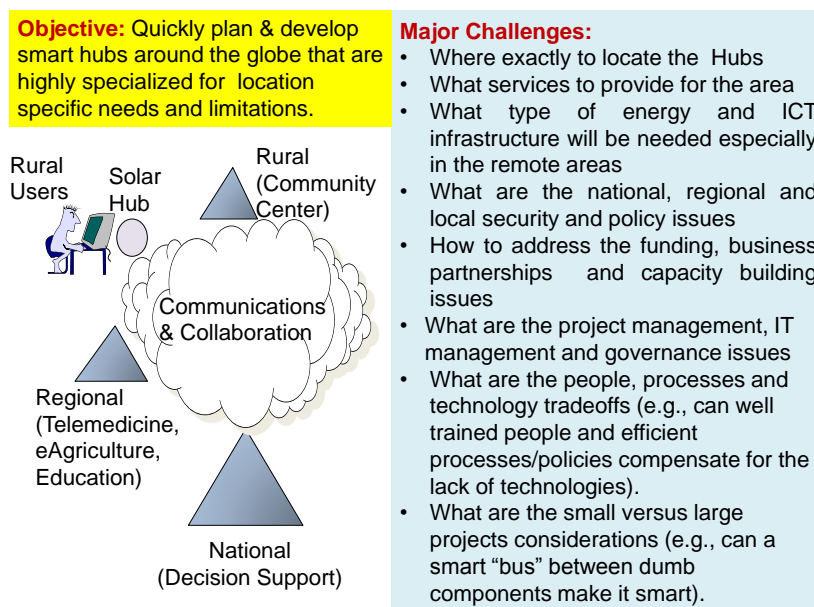 Objective: Quickly plan & develop
smart hubs around the globe that are
highly specialized for location
specific needs and limitations.
Rural
Users
Solar
Hub
Rural
(Community
Center)
Communications
& Collaboration
Regional
(Telemedicine,
eAgriculture,
Education)
National
(Decision Support)
Major Challenges:
• Where exactly to locate the Hubs
• What services to provide for the area
• What type of energy and ICT
infrastructure will be needed especially
in the remote areas
• What are the national, regional and
local security and policy issues
• How to address the funding, business
partnerships and capacity building
issues
• What are the project management, IT
management and governance issues
• What are the people, processes and
technology tradeoffs (e.g., can well
trained people and efficient
processes/policies compensate for the
lack of technologies).
• What are the small versus large
projects considerations (e.g., can a
smart “bus” between dumb
components make it smart).